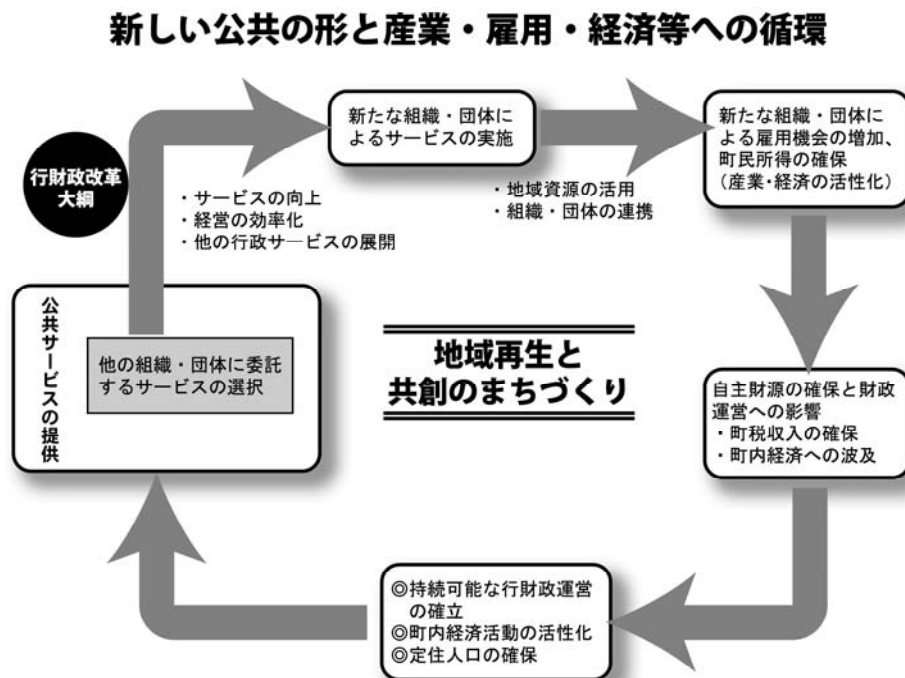 新しい公共の形と産業・雇用・経済等への循環
行財政改革
大綱
新たな組織・団体に
よるサービスの実施
新たな組織・団体に
よる雇用機会の増加、
町民所得の確保
（産業・経済の活性化）
・サービスの向上
・経営の効率化
・他の行政サービスの展開
・地域資源の活用
・組織・団体の連携
公共サービスの提供
他の組織・団体に委託
するサービスの選択
地域再生と
共創のまちづくり
自主財源の確保と財政
運営への影響
・町税収入の確保
・町内経済への波及
◎持続可能な行財政運営
の確立
◎町内経済活動の活性化
◎定住人口の確保